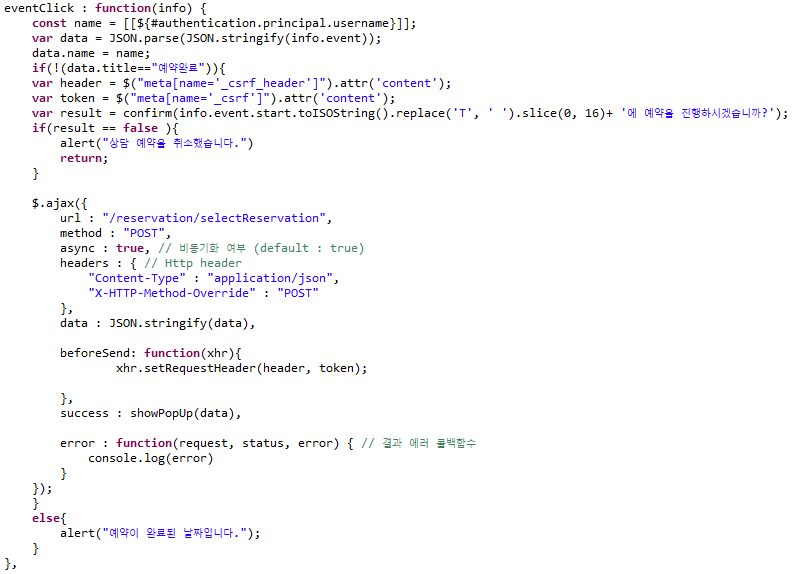 eventClick : function(info) {
    const name = [[${#authentication.principal.username}]];
    var data = JSON.parse(JSON.stringify(info.event));
    data.name = name;
    if(!(data.title=="예약완료")){
    var header = $("meta[name='_csrf_header']").attr('content');
    var token = $("meta[name='_csrf']").attr('content');
    var result = confirm(info.event.start.toISOString().replace('T', ' ').slice(0, 16)+ '에 예약을 진행하시겠습니까?');
    if(result == false ){
        alert("상담 예약을 취소했습니다.")
        return;
    }
    $.ajax({
        url : "/reservation/selectReservation",
        method : "POST",
        async : true, // 비동기화 여부 (default : true)
        headers : { // Http header
            "Content-Type" : "application/json",
            "X-HTTP-Method-Override" : "POST"
        },
        data : JSON.stringify(data),
        beforeSend: function(xhr){
                xhr.setRequestHeader(header, token);
        },
        success : showPopUp(data),
        error : function(request, status, error) { // 결과 에러 콜백함수
            console.log(error)
        }
    });
    }
    else{
        alert("예약이 완료된 날짜입니다.");
    }
},